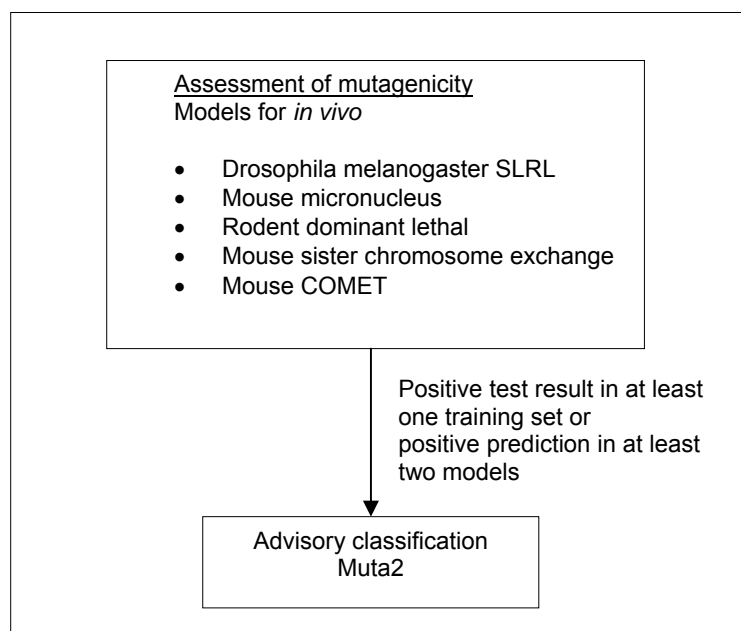 Assessment of mutagenicity
Models for in vivo
• Drosophila melanogaster SLRL
• Mouse micronucleus
• Rodent dominant lethal
• Mouse sister chromosome exchange
• Mouse COMET
Positive test result in at least
one training set or
positive prediction in at least
two models
Advisory classification
Muta2